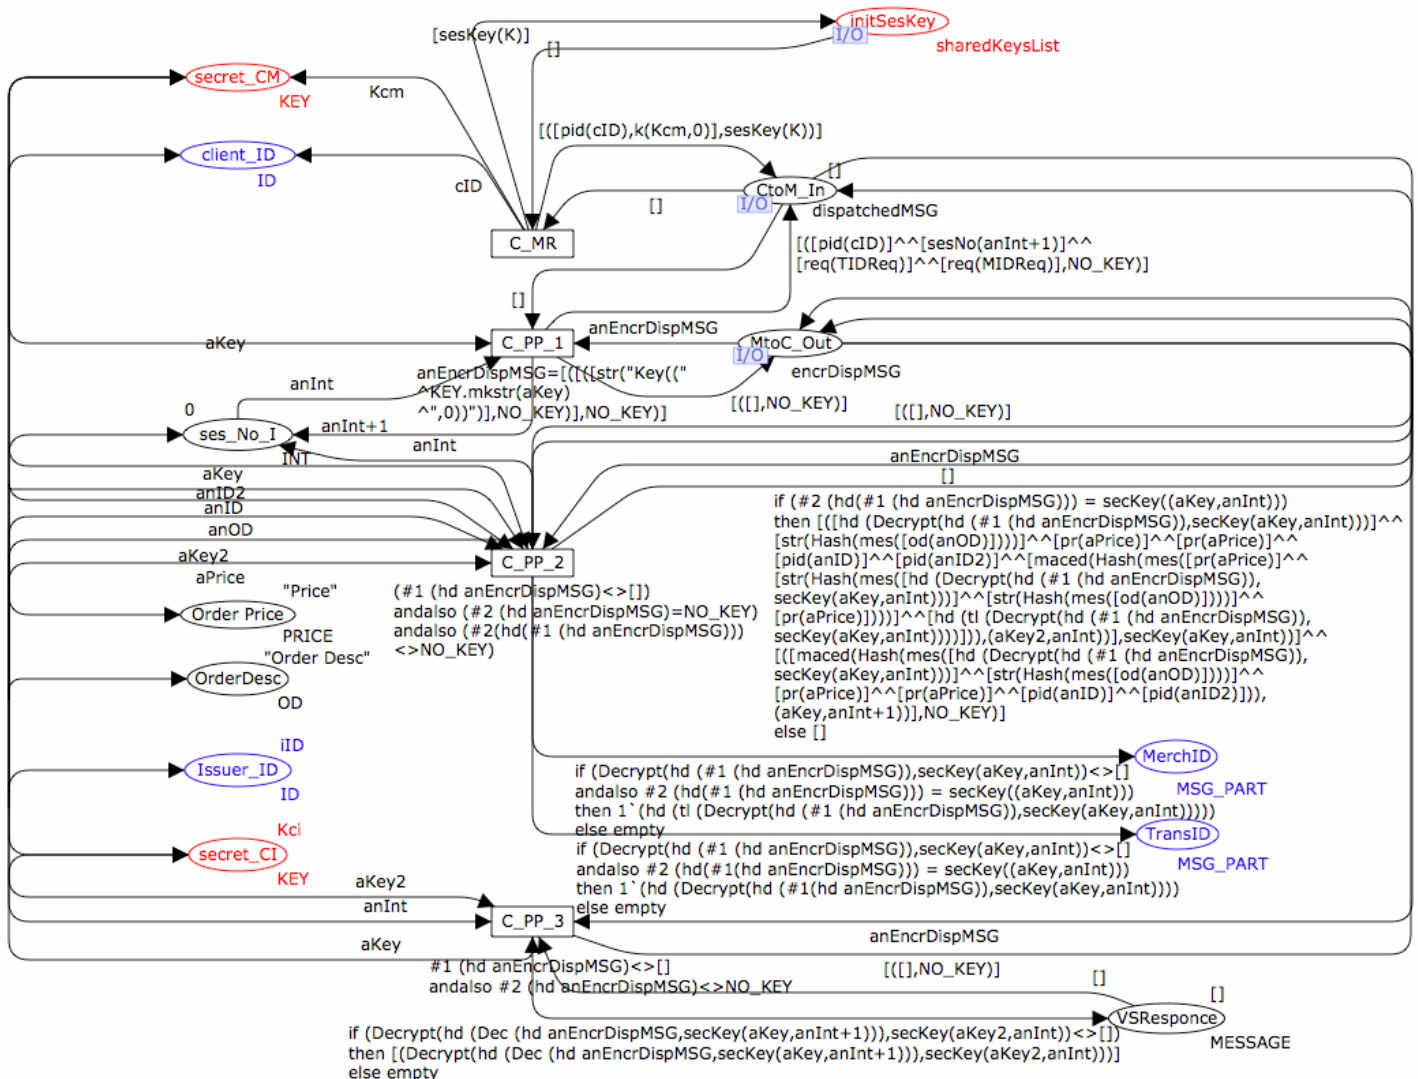 initSesKey
[sesKey(K)]
I/O
[]
sharedKeysList
secret_CM
Kcm
KEY
[([pid(cID),k(Kcm,0)],sesKey(K))]
client_ID
[]
ID
cID
CtoM_In
I/O
[]
dispatchedMSG
C_MR
[([pid(cID)]^^[sesNo(anInt+1)]^^
[req(TIDReq)]^^[req(MIDReq)],NO_KEY)]
[]
anEncrDispMSG
aKey
C_PP_1
MtoC_Out
I/O
anEncrDispMSG=[([([str("Key(("
^KEY.mkstr(aKey)
^",0))")],NO_KEY)],NO_KEY)]
encrDispMSG
anInt
[([],NO_KEY)]
[([],NO_KEY)]
0
ses_No_I
anInt+1
anInt
INT
anEncrDispMSG
aKey
[]
anID2
anID
anOD
aKey2
C_PP_2
aPrice
if (#2 (hd(#1 (hd anEncrDispMSG))) = secKey((aKey,anInt)))
then [([hd (Decrypt(hd (#1 (hd anEncrDispMSG)),secKey(aKey,anInt)))]^^
[str(Hash(mes([od(anOD)])))]^^[pr(aPrice)]^^[pr(aPrice)]^^
[pid(anID)]^^[pid(anID2)]^^[maced(Hash(mes([pr(aPrice)]^^
[str(Hash(mes([hd (Decrypt(hd (#1 (hd anEncrDispMSG)),
secKey(aKey,anInt)))]^^[str(Hash(mes([od(anOD)])))]^^
[pr(aPrice)])))]^^[hd (tl (Decrypt(hd (#1 (hd anEncrDispMSG)),
secKey(aKey,anInt))))])),(aKey2,anInt))],secKey(aKey,anInt))]^^
[([maced(Hash(mes([hd (Decrypt(hd (#1 (hd anEncrDispMSG)),
secKey(aKey,anInt)))]^^[str(Hash(mes([od(anOD)])))]^^
[pr(aPrice)]^^[pr(aPrice)]^^[pid(anID)]^^[pid(anID2)])),
(aKey,anInt+1))],NO_KEY)]
else []
"Price"
Order Price
PRICE
(#1 (hd anEncrDispMSG)<>[])
andalso (#2 (hd anEncrDispMSG)=NO_KEY)
andalso (#2(hd(#1 (hd anEncrDispMSG)))
<>NO_KEY)
"Order Desc"
OrderDesc
OD
iID
Issuer_ID
ID
MerchID
MSG_PART
if (Decrypt(hd (#1 (hd anEncrDispMSG)),secKey(aKey,anInt))<>[]
andalso #2 (hd(#1 (hd anEncrDispMSG))) = secKey((aKey,anInt)))
then 1`(hd (tl (Decrypt(hd (#1 (hd anEncrDispMSG)),secKey(aKey,anInt)))))
else empty
TransID
MSG_PART
if (Decrypt(hd (#1 (hd anEncrDispMSG)),secKey(aKey,anInt))<>[]
andalso #2 (hd(#1(hd anEncrDispMSG))) = secKey((aKey,anInt)))
then 1`(hd (Decrypt(hd (#1(hd anEncrDispMSG)),secKey(aKey,anInt))))
else empty
Kci
secret_CI
KEY
aKey2
anInt
C_PP_3
aKey
anEncrDispMSG
#1 (hd anEncrDispMSG)<>[]
andalso #2 (hd anEncrDispMSG)<>NO_KEY
[([],NO_KEY)]
[]
[]
VSResponce
MESSAGE
if (Decrypt(hd (Dec (hd anEncrDispMSG,secKey(aKey,anInt+1))),secKey(aKey2,anInt))<>[])
then [(Decrypt(hd (Dec (hd anEncrDispMSG,secKey(aKey,anInt+1))),secKey(aKey2,anInt)))]
else empty